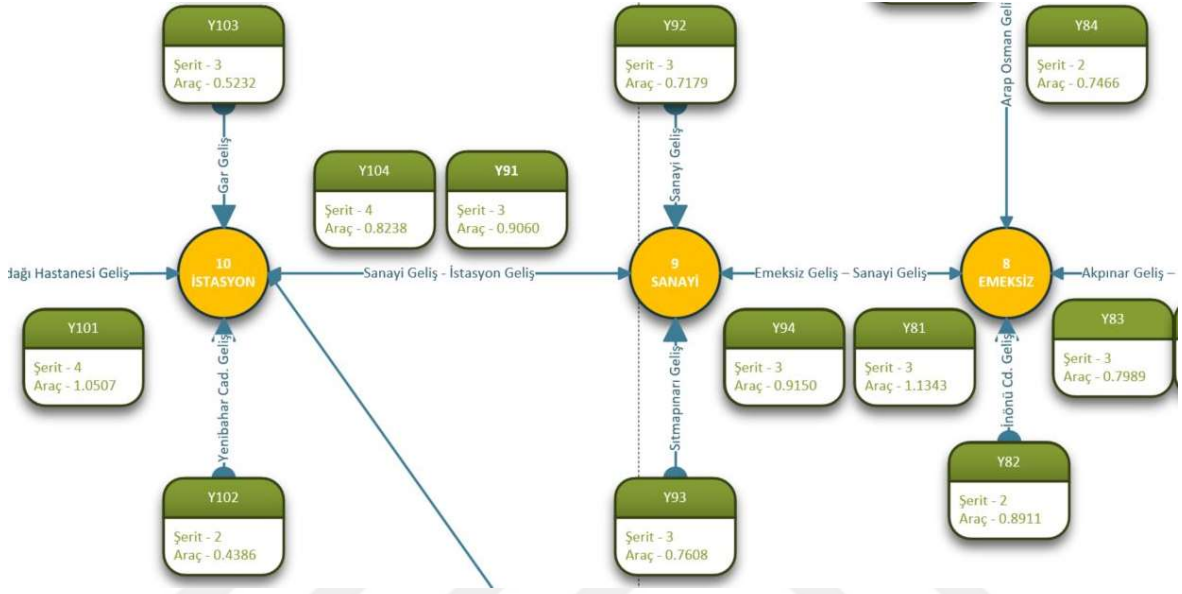 Y103
Şerit - 3
Araç - 0.5232
Y92
Şerit - 3
Araç - 0.7179
Y84
Şerit - 2
Araç - 0.7466
Gar Geliş
Sanayi Geliş
Arap Osman Geli
Y104
Şerit - 4
Araç - 0.8238
Y91
Şerit - 3
Araç - 0.9060
dağı Hastanesi Geliş
10
İSTASYON
Sanayi Geliş - İstasyon Geliş
9
SANAYİ
Emeksiz Geliş – Sanayi Geliş
8
EMEKSİZ
Akpınar Geliş –
Y101
Şerit - 4
Araç - 1.0507
Y94
Şerit - 3
Araç - 0.9150
Y81
Şerit - 3
Araç - 1.1343
Y83
Şerit - 3
Araç - 0.7989
Yenibahar Cad. Geliş
Sıtmapınarı Geliş
İnönü Cd. Geliş
Y102
Şerit - 2
Araç - 0.4386
Y93
Şerit - 3
Araç - 0.7608
Y82
Şerit - 2
Araç - 0.8911